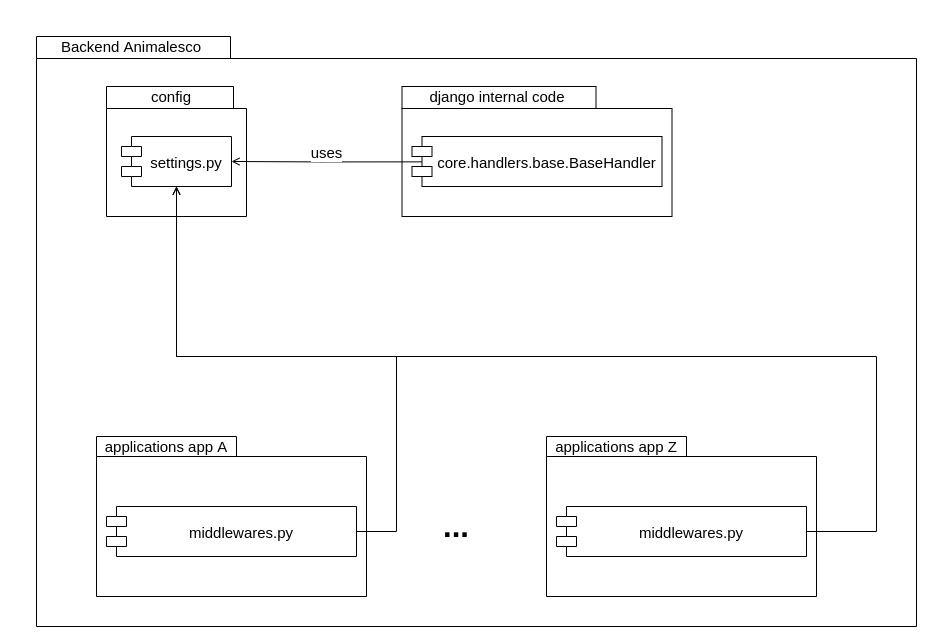 Backend Animalesco
config
django internal code
settings.py
uses
core.handlers.base.BaseHandler
applications app A
applications app Z
middlewares.py
...
middlewares.py